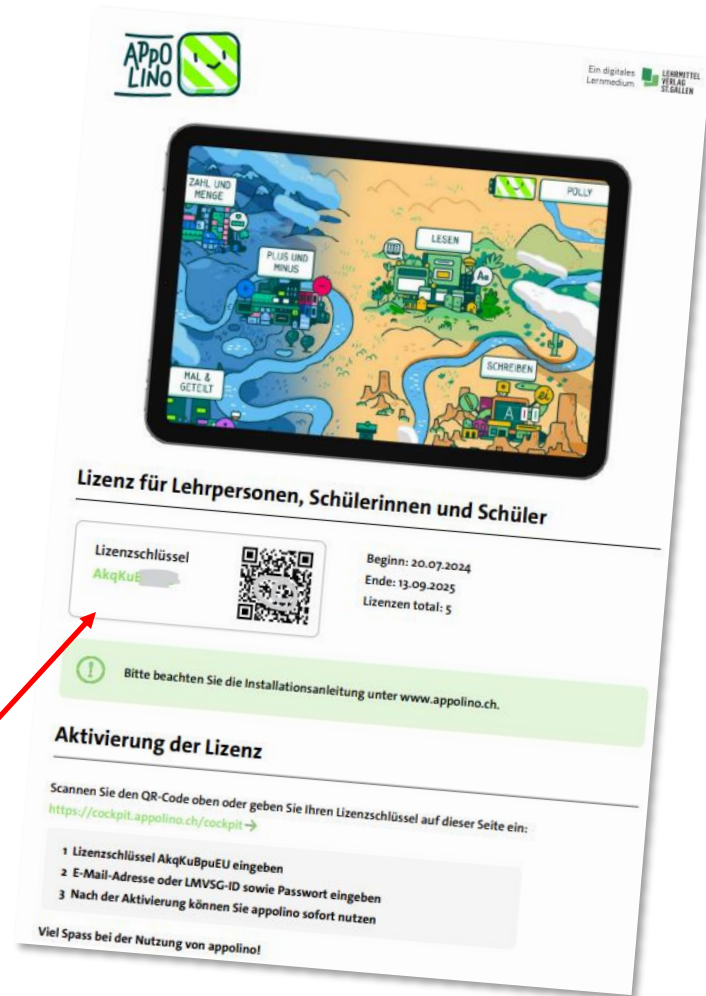 APPO
LINO
Ein digitales
Lernmedium
LEHRMITTEL
VERLAG
ST.GALLEN
ZAHL UND
MENGE
POLLY
LESEN
PLUS UND
MINUS
Aa
SCHREIBEN
ei
A
MAL &
GETEILT
Lizenz für Lehrpersonen, Schülerinnen und Schüler
Lizenzschlüssel
Beginn: 20.07.2024
Ende: 13.09.2025
Lizenzen total: 5
Bitte beachten Sie die Installationsanleitung unter www.appolino.ch.
Aktivierung der Lizenz
Scannen Sie den QR-Code oben oder geben Sie Ihren Lizenzschlüssel auf dieser Seite ein:
https://cockpit.appolino.ch/cockpit →
1 Lizenzschlüssel AkqKuBpuEU eingeben
2 E-Mail-Adresse oder LMVSG-ID sowie Passwort eingeben
3 Nach der Aktivierung können Sie appolino sofort nutzen
Viel Spass bei der Nutzung von appolino!